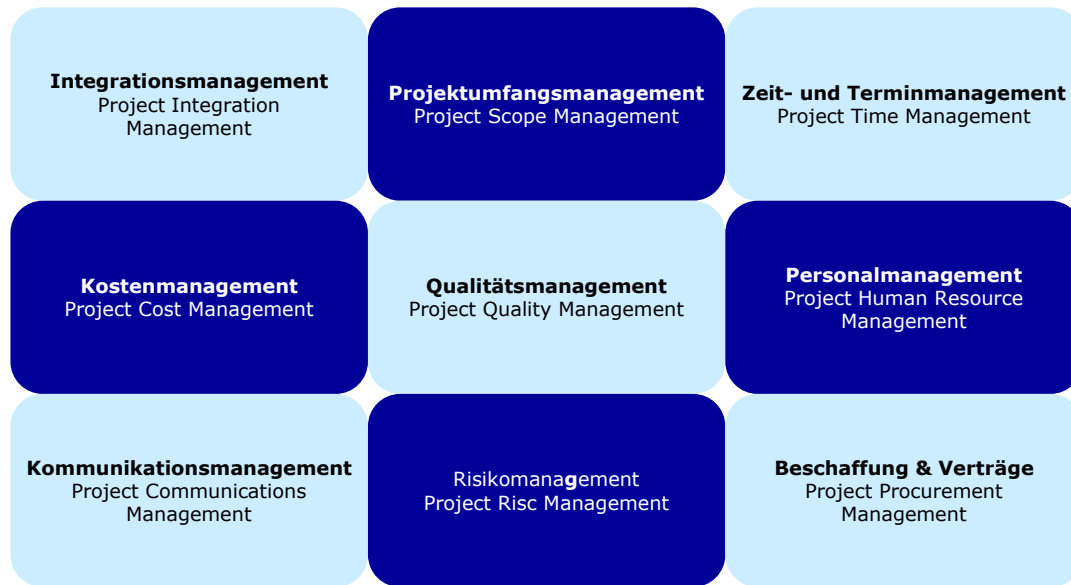 Integrationsmanagement
Project Integration
Management
Projektumfangsmanagement
Project Scope Management
Zeit- und Terminmanagement
Project Time Management
Kostenmanagement
Project Cost Management
Qualitätsmanagement
Project Quality Management
Personalmanagement
Project Human Resource
Management
Kommunikationsmanagement
Project Communications
Management
Risikomanagement
Project Risc Management
Beschaffung & Verträge
Project Procurement
Management